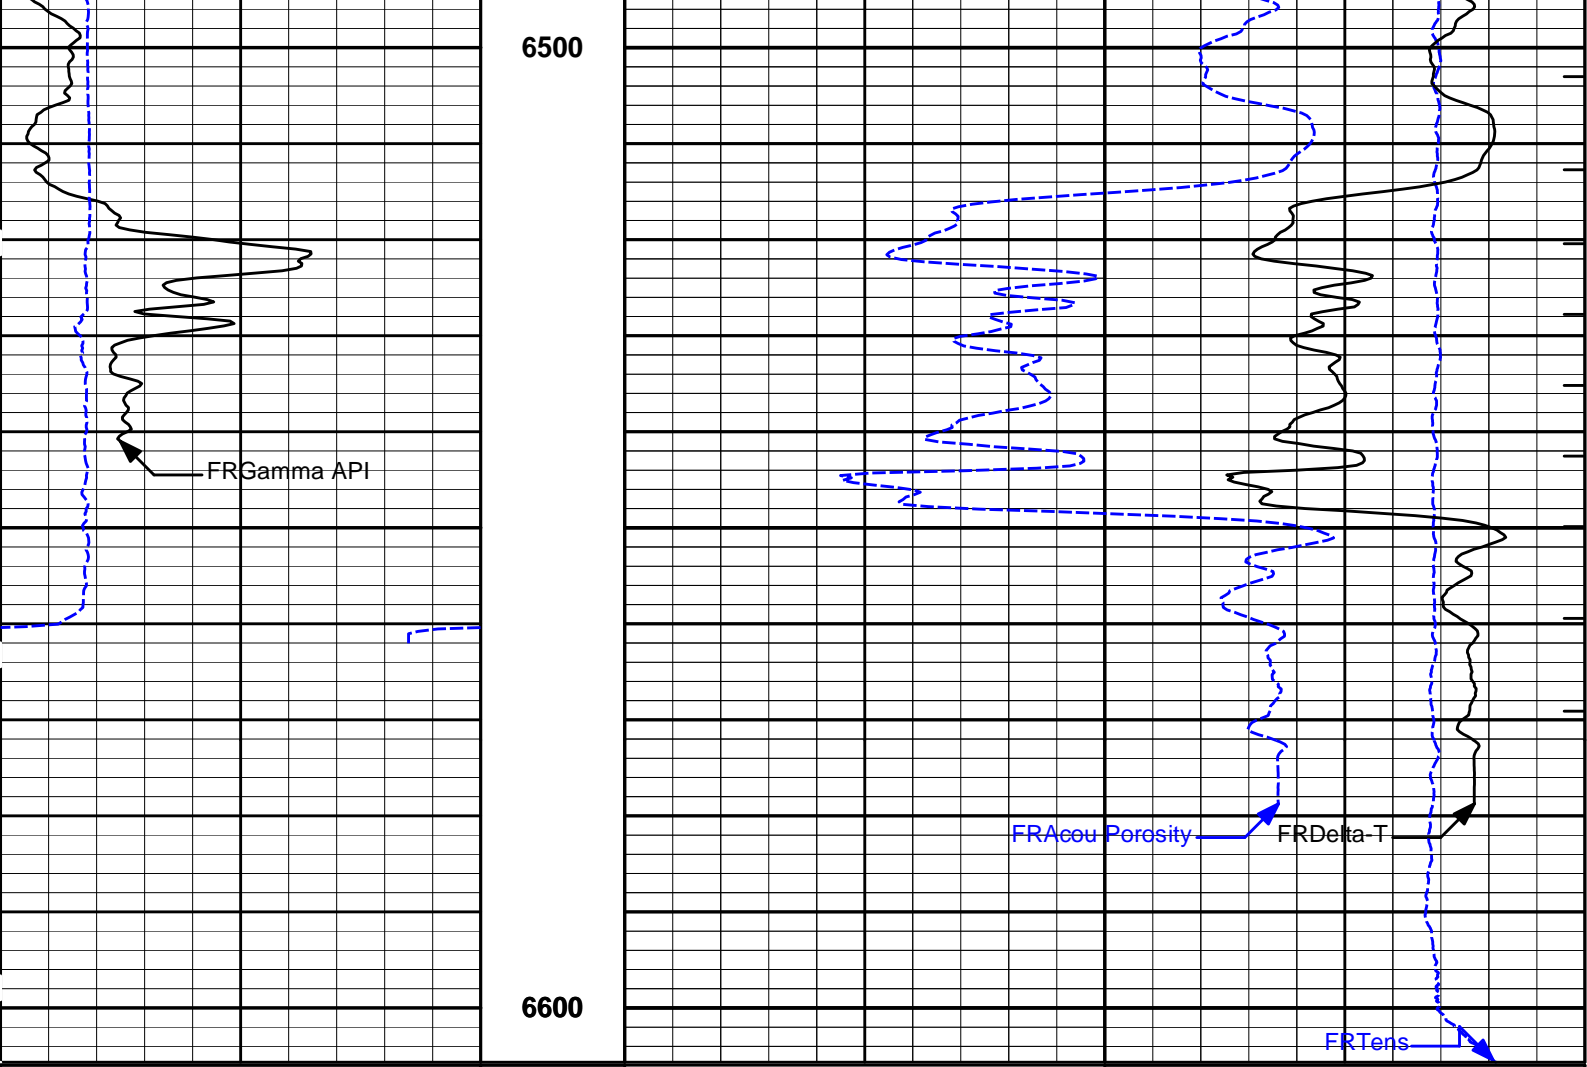 6500
FRGamma API
FRAcou Porosity
FRDelta-T
6600
FRTens